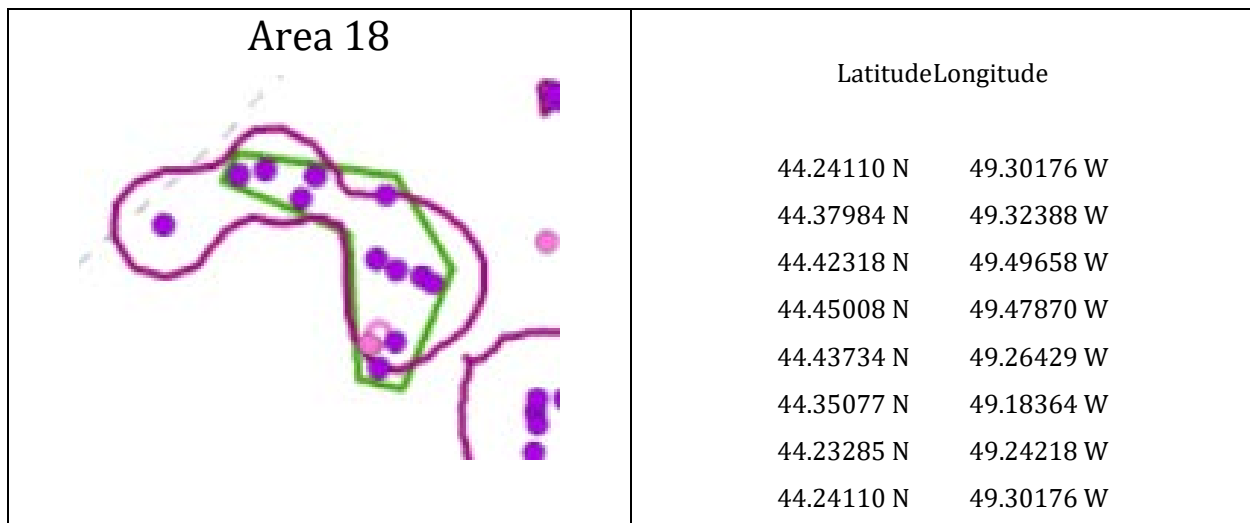 Area 18
LatitudeLongitude
44.24110 N 49.30176 W
44.37984 N 49.32388 W
44.42318 N 49.49658 W
44.45008 N 49.47870 W
44.43734 N 49.26429 W
44.35077 N 49.18364 W
44.23285 N 49.24218 W
44.24110 N 49.30176 W